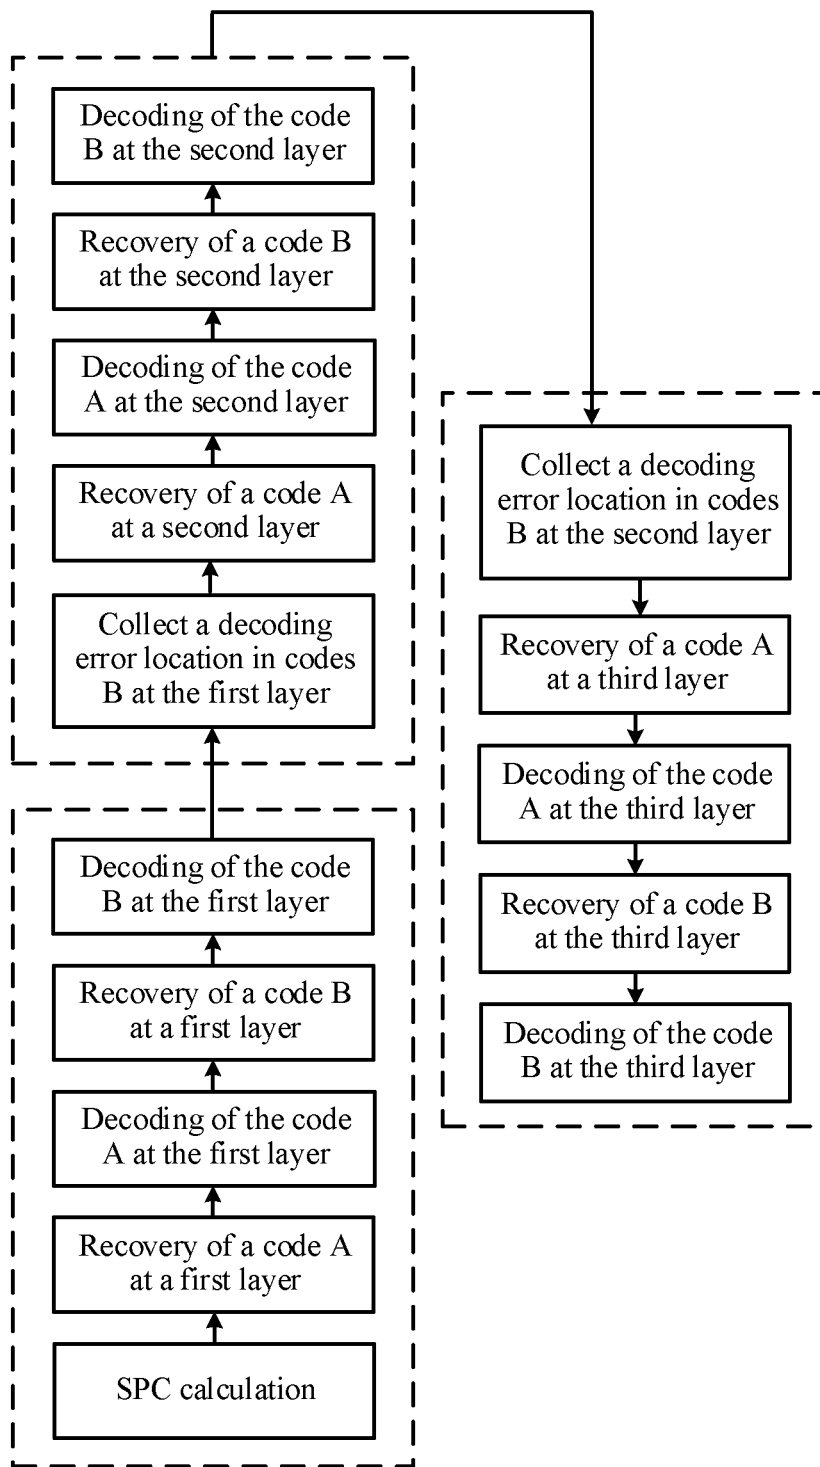 Decoding of the code
B at the second layer
Recovery of a code B
at the second layer
Decoding of the code
A at the second layer
Recovery of a code A
at a second layer
Collect a decoding
error location in codes
B at the first layer
Decoding of the code
B at the first layer
Recovery of a code B
at a first layer
Decoding of the code
A at the first layer
Recovery of a code A
at a first layer
SPC calculation
Collect a decoding
error location in codes
B at the second layer
Recovery of a code A
at a third layer
Decoding of the code
A at the third layer
Recovery of a code B
at the third layer
Decoding of the code
B at the third layer